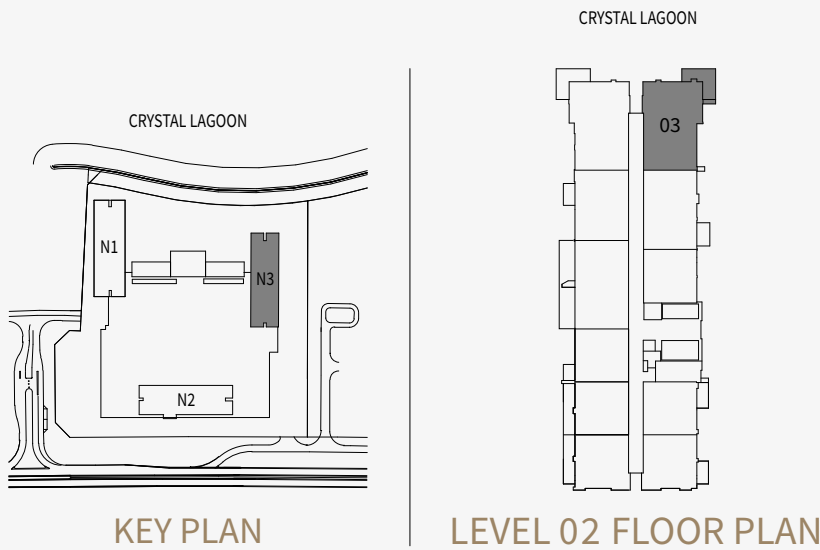 CRYSTAL LAGOON
N1
N3
N2
KEY PLAN
CRYSTAL LAGOON
03
LEVEL 02 FLOOR PLAN